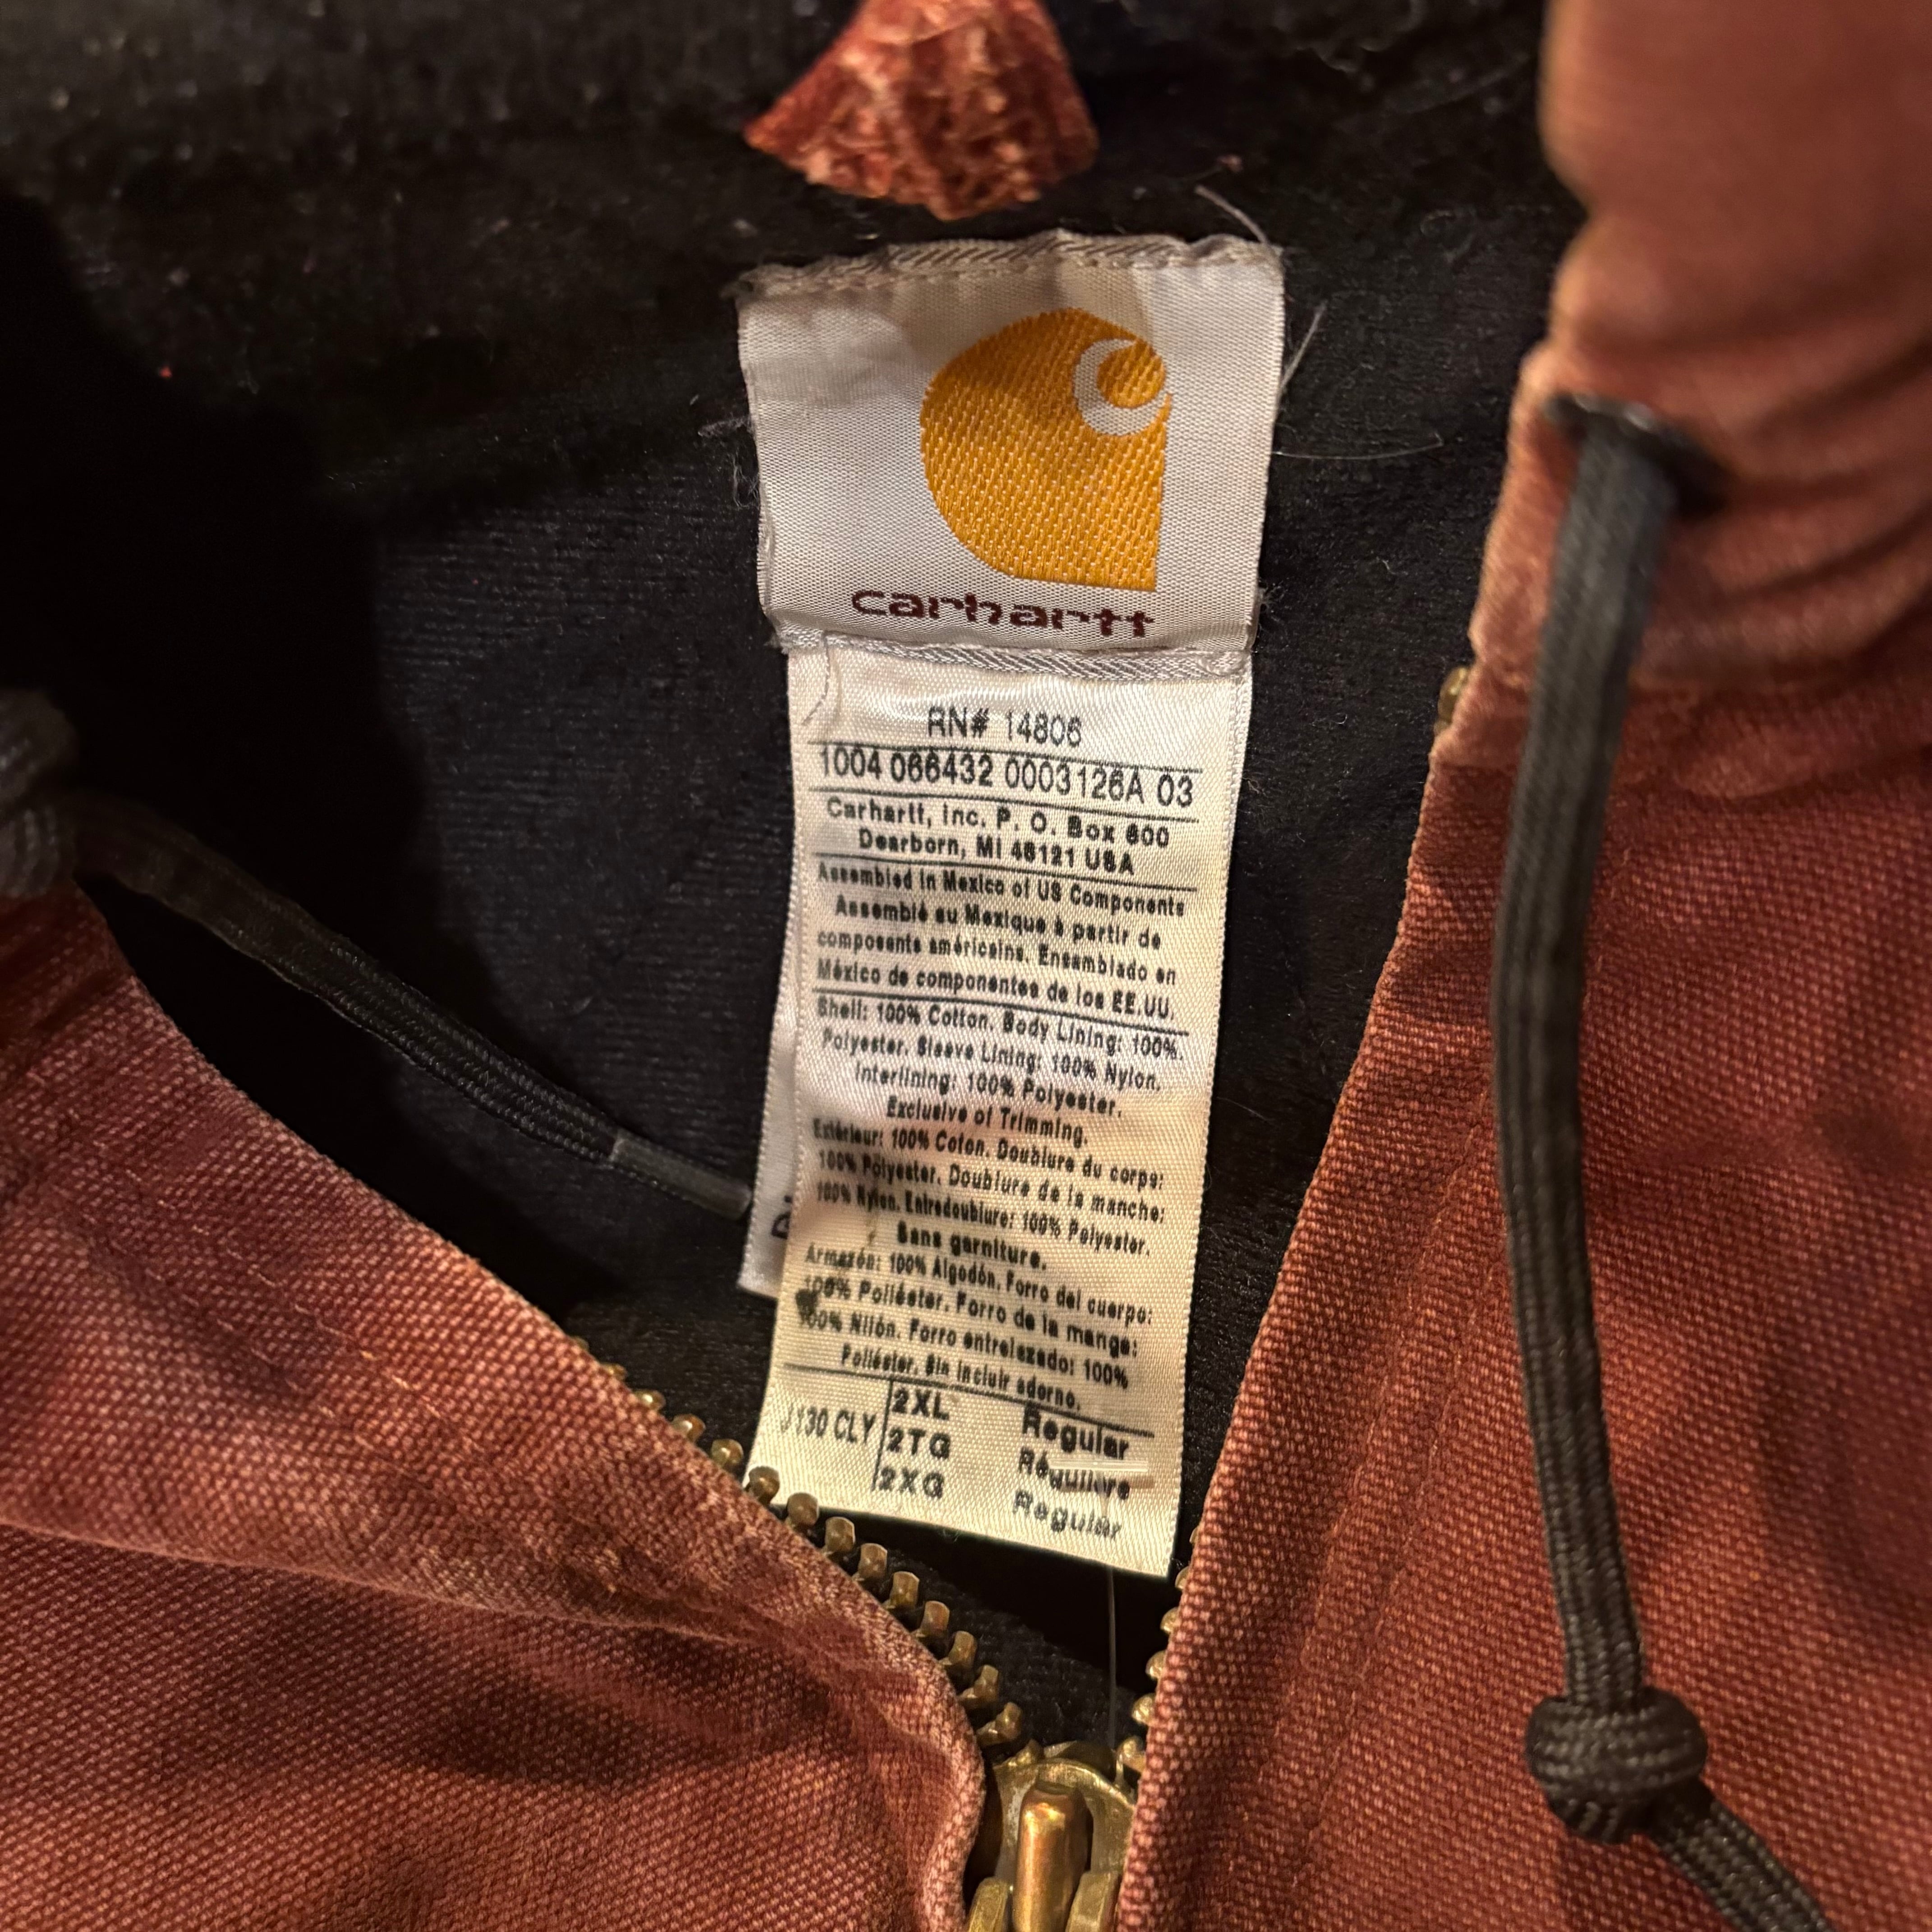 carhartt
RN# 14806
1004 066432 0003126A 03
Carhartt, Inc. P. O. Box 600
Dearborn, MI 48121 USA
Assembled in Mexico of US Components
Assemblé au Mexique à partir de
composants américains. Ensamblado en
México de componentes de los EE.UU.
Shell: 100% Cotton. Body Lining: 100%
Polyester. Sleeve Lining: 100% Nylon.
Interlining: 100% Polyester.
Exclusive of Trimming.
Extérieur: 100% Coton. Doublure du corps:
100% Polyester. Doublure de la manche:
100% Nylon. Entredoublure: 100% Polyester.
Sans garniture.
Armazón: 100% Algodón. Forro del cuerpo:
100% Poliéster. Forro de la manga:
100% Nilón. Forro entrelazado: 100%
Poliéster. Sin incluir adorno.
J130 CLY
2XL Regular
2TG Régulière
2XG Regular